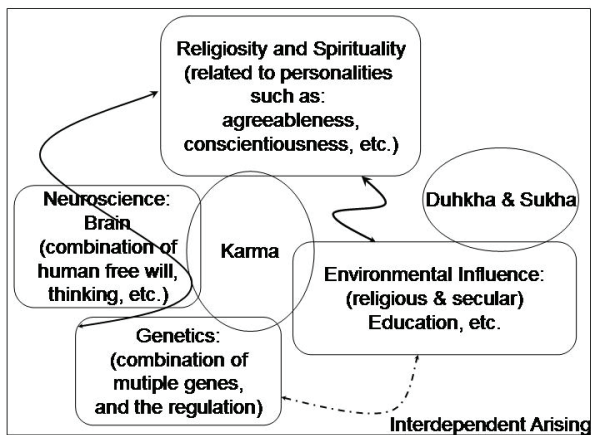 Religiosity and Spirituality
(related to personalities
such as:
agreeableness,
conscientiousness, etc.)
Neuroscience:
Brain
(combination of
human free will,
thinking, etc.)
Karma
Duhkha & Sukha
Environmental Influence:
(religious & secular)
Education, etc.
Genetics:
(combination of
mutiple genes,
and the regulation)
Interdependent Arising